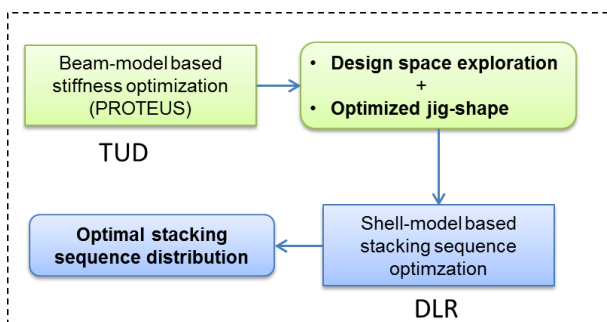 Beam-model based
stiffness optimization
(PROTEUS)
• Design space exploration
+
• Optimized jig-shape
TUD
Optimal stacking
sequence distribution
Shell-model based
stacking sequence
optimzation
DLR